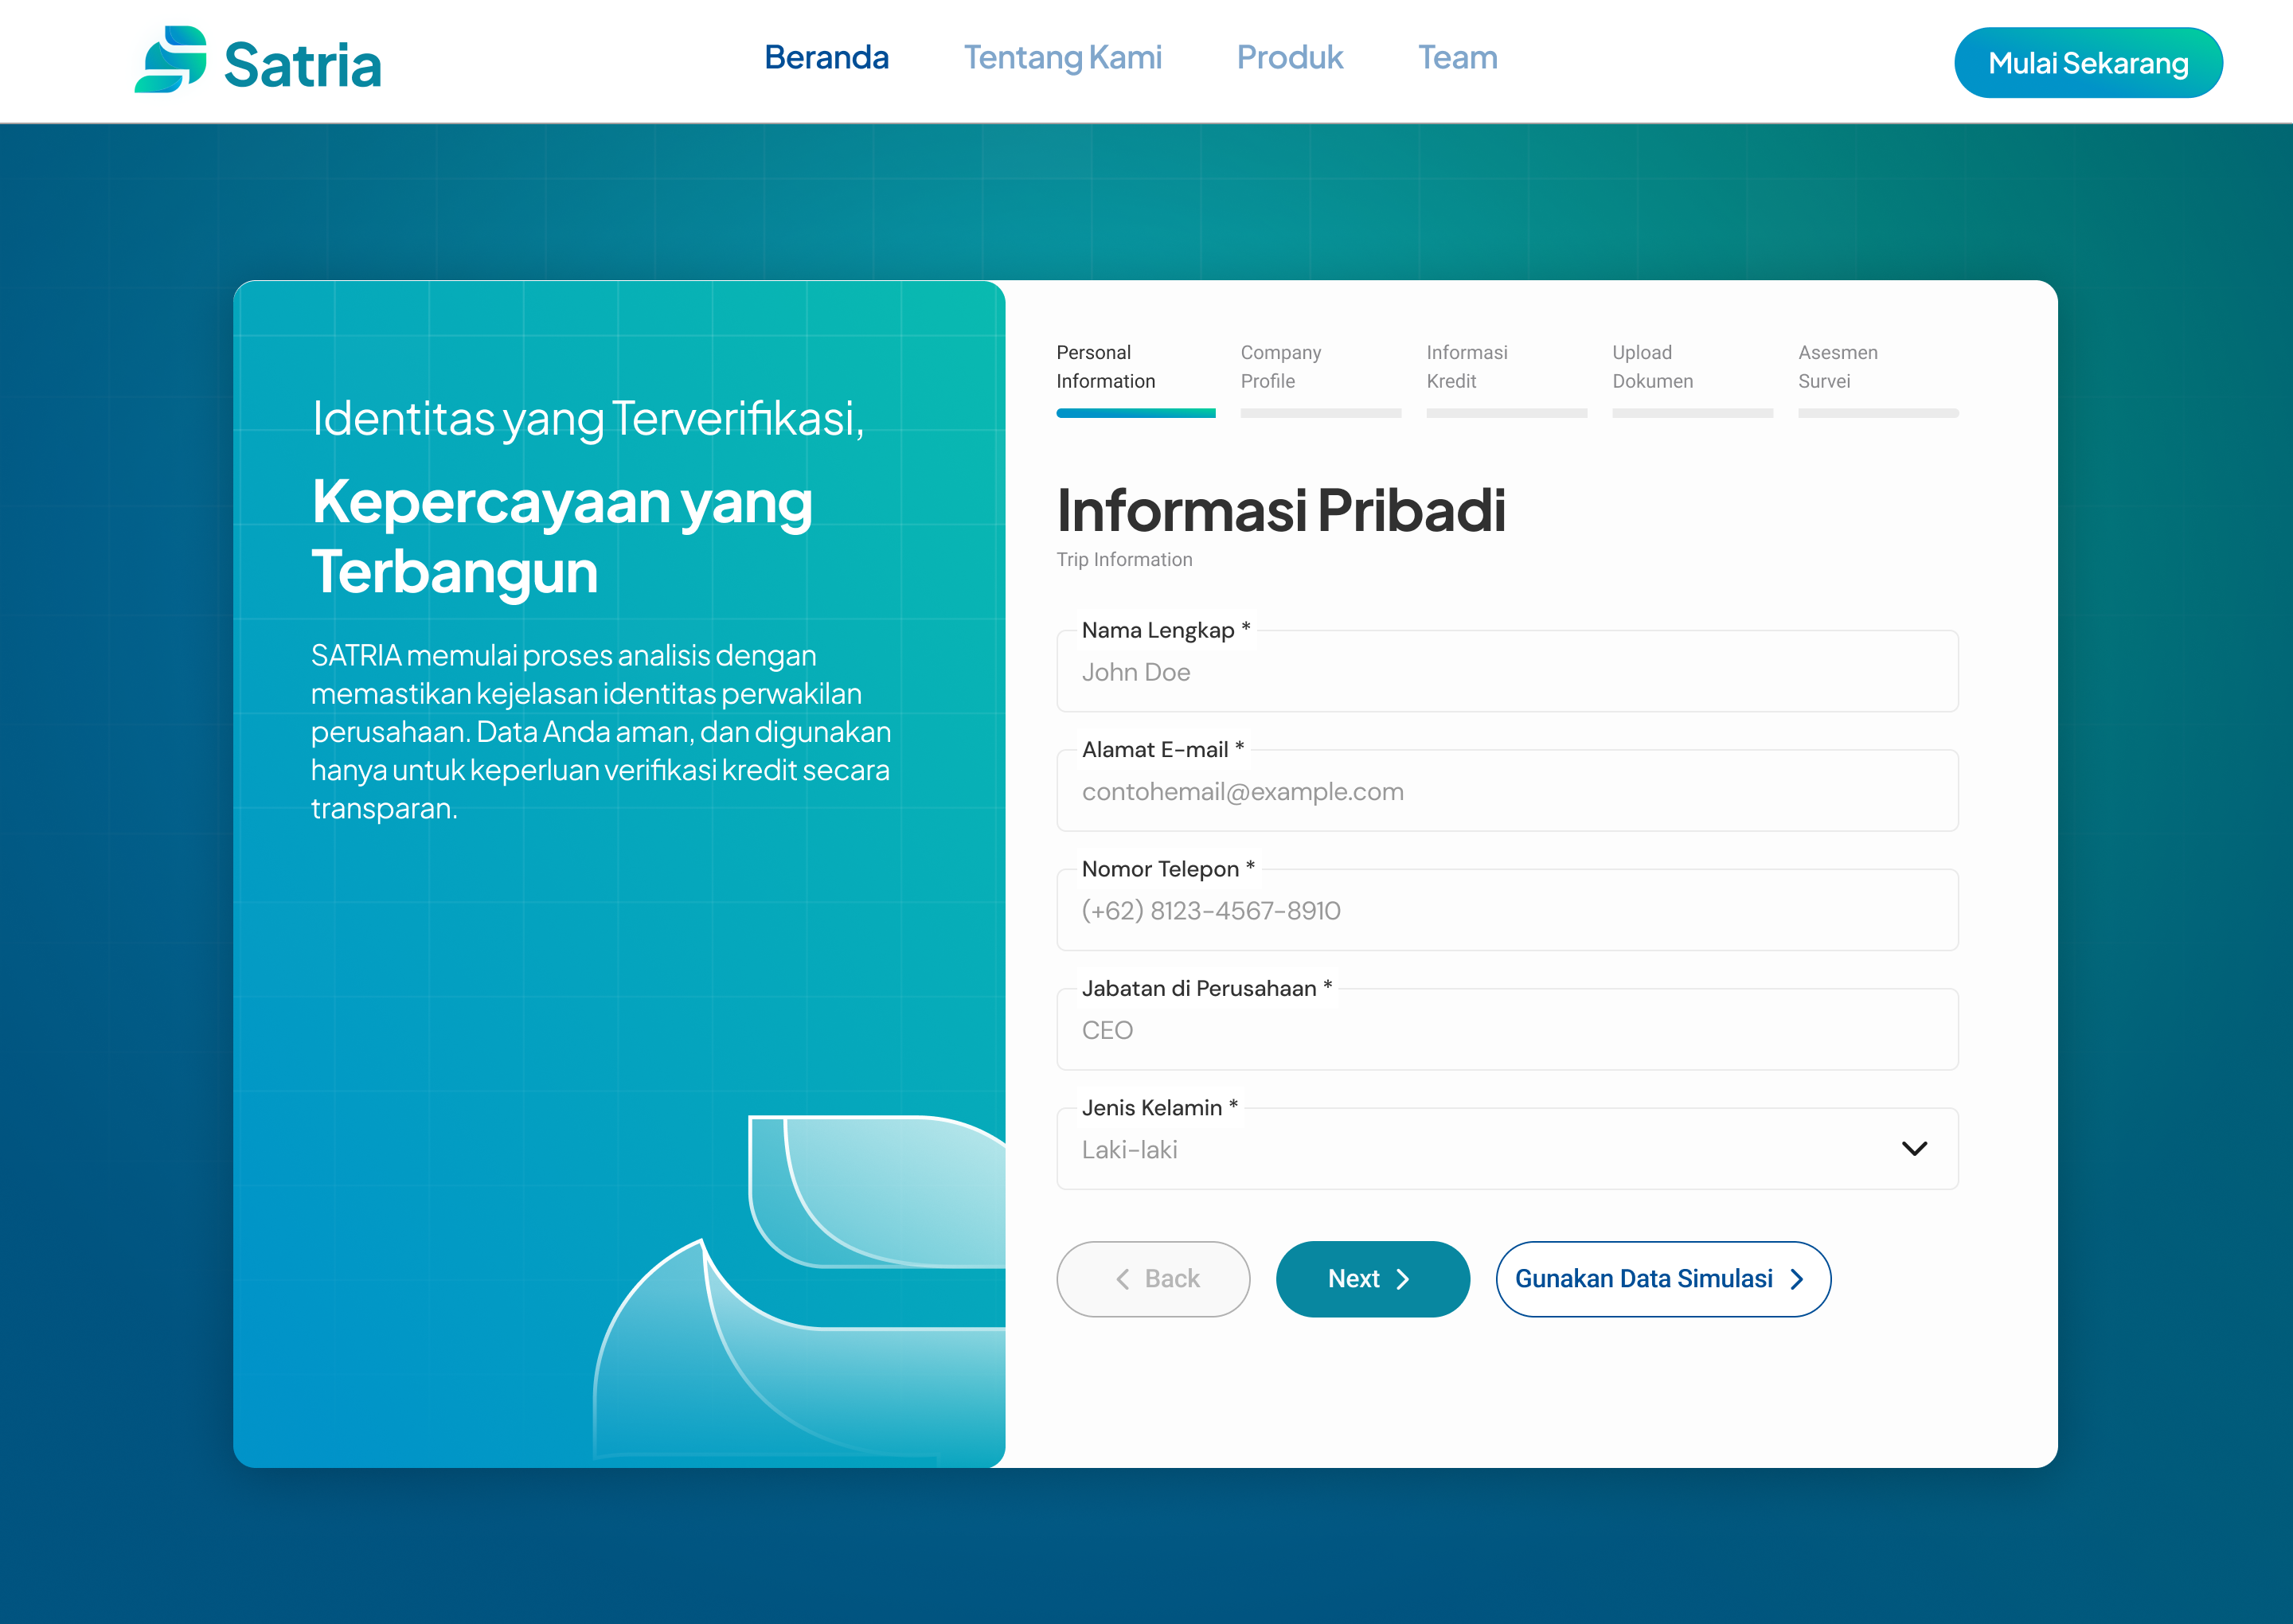 Satria
Beranda
Tentang Kami
Produk
Team
Mulai Sekarang
Identitas yang Terverifikasi,
Kepercayaan yang
Terbangun
SATRIA memulai proses analisis dengan
memastikan kejelasan identitas perwakilan
perusahaan. Data Anda aman, dan digunakan
hanya untuk keperluan verifikasi kredit secara
transparan.
Personal
Information
Company
Profile
Informasi
Kredit
Upload
Dokumen
Asesmen
Survei
Informasi Pribadi
Trip Information
Nama Lengkap *
John Doe
Alamat E-mail *
contohemail@example.com
Nomor Telepon *
(+62) 8123-4567-8910
Jabatan di Perusahaan *
CEO
Jenis Kelamin *
Laki-laki
Back
Next
Gunakan Data Simulasi